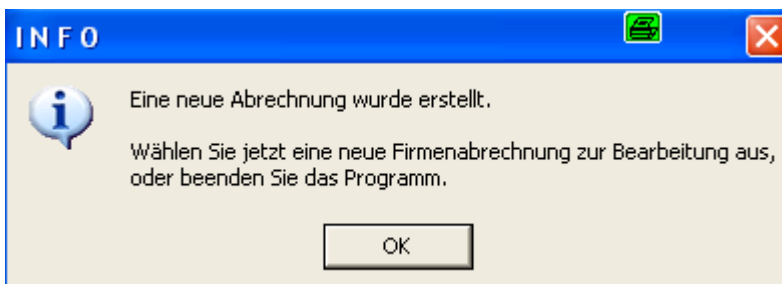 INFO
Eine neue Abrechnung wurde erstellt.
Wählen Sie jetzt eine neue Firmenabrechnung zur Bearbeitung aus,
oder beenden Sie das Programm.
OK